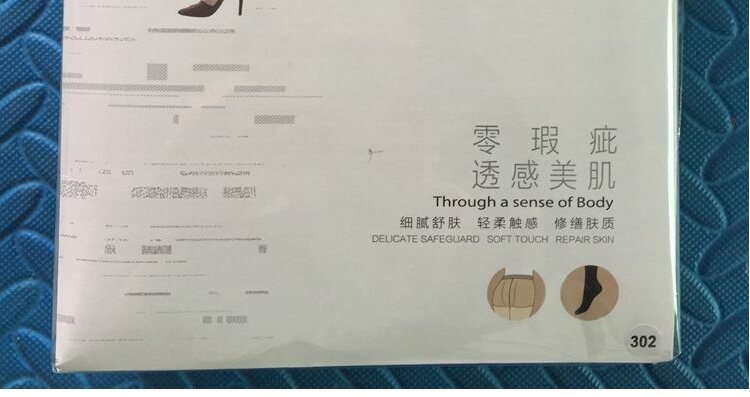 零瑕疵
透感美肌
Through a sense of Body
细腻舒肤 轻柔触感 修缮肤质
DELICATE SAFEGUARD SOFT TOUCH REPAIR SKIN
302